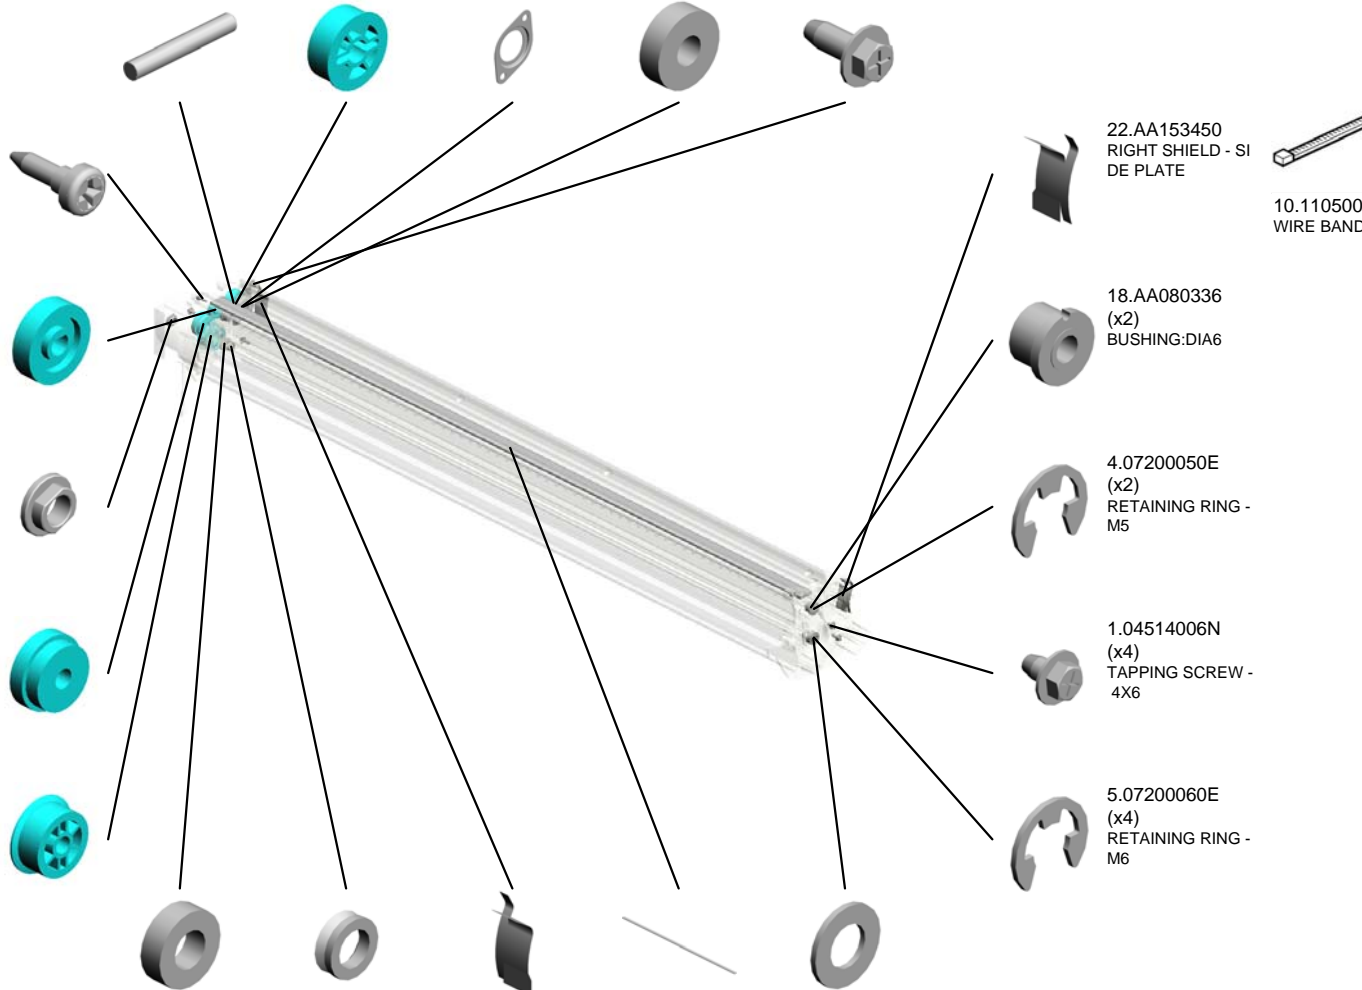 22.AA153450
RIGHT SHIELD - SI
DE PLATE
10.110500
WIRE BAND
18.AA080336
(x2)
BUSHING:DIA6
4.07200050E
(x2)
RETAINING RING -
M5
1.04514006N
(x4)
TAPPING SCREW -
4X6
5.07200060E
(x4)
RETAINING RING -
M6